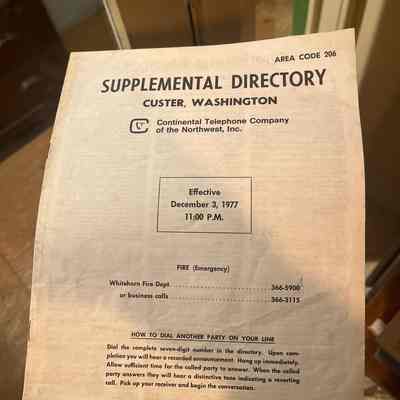 AREA CODE 206
SUPPLEMENTAL DIRECTORY
CUSTER, WASHINGTON
Continental Telephone Company
of the Northwest, Inc.
Effective
December 3, 1977
11:00 P.M.
FIRE (Emergency)
Whitehorn Fire Dept. 366-5900
or business calls 366-3115
HOW TO DIAL ANOTHER PARTY ON YOUR LINE
Dial the complete seven-digit number in the directory. Upon com-
pletion you will hear a recorded announcement. Hang up immediately.
Allow sufficient time for the called party to answer. When the called
party answers they will hear a distinctive tone indicating a reverting
call. Pick up your receiver and begin the conversation.